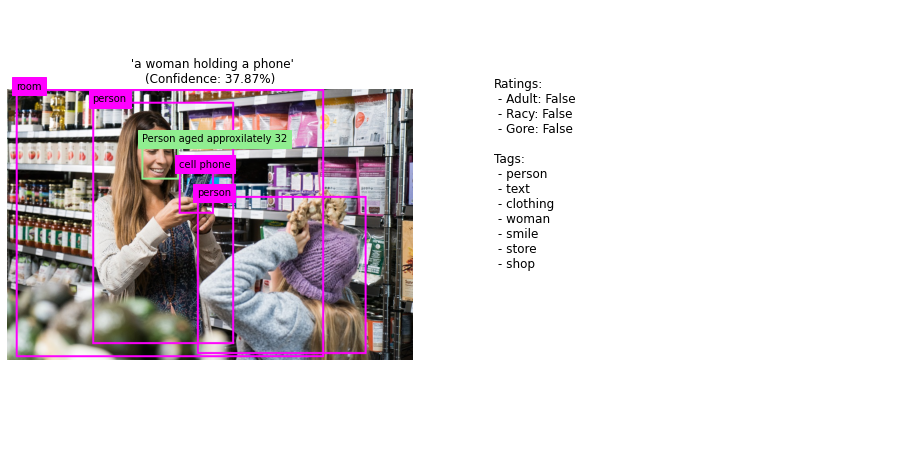 'a woman holding a phone'
(Confidence: 37.87%)
room
person
Person aged approxilately 32
cell phone
person
Ratings:
- Adult: False
- Racy: False
- Gore: False
Tags:
- person
- text
- clothing
- woman
- smile
- store
- shop